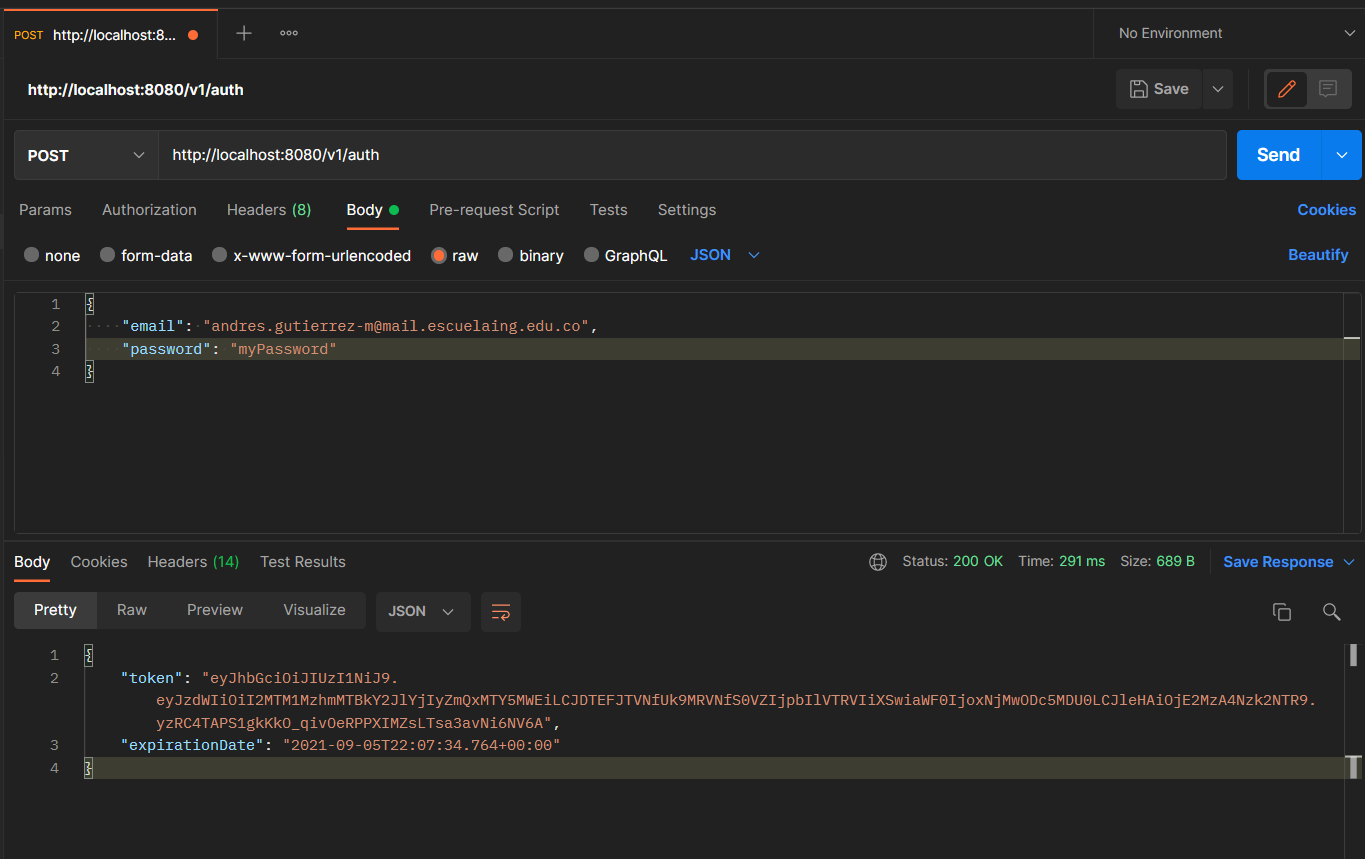 POST http://localhost:8... + ooo No Environment
http://localhost:8080/v1/auth Save
POST http://localhost:8080/v1/auth Send
Params Authorization Headers (8) Body Pre-request Script Tests Settings Cookies
none form-data x-www-form-urlencoded raw binary GraphQL JSON Beautify
1 {
2 "email": "andres.gutierrez-m@mail.escuelaing.edu.co",
3 "password": "myPassword"
4 }
Body Cookies Headers (14) Test Results Status: 200 OK Time: 291 ms Size: 689 B Save Response
Pretty Raw Preview Visualize JSON
1 {
2 "token": "eyJhbGciOiJIUzI1NiJ9.
eyJzdWIiOiI2MTM1MzhmMTBkY2JlYjIyZmQxMTY5MWEiLCJDTEFJTVNfUk9MRVNfS0VZIjpbIlVTRVIiXSwiaWF0IjoxNjMwODc5MDU0LCJleHAiOjE2MzA4Nzk2NTR9.
yzRC4TAPS1gkKkO_qivOeRPPXIMZsLTsa3avNi6NV6A",
3 "expirationDate": "2021-09-05T22:07:34.764+00:00"
4 }